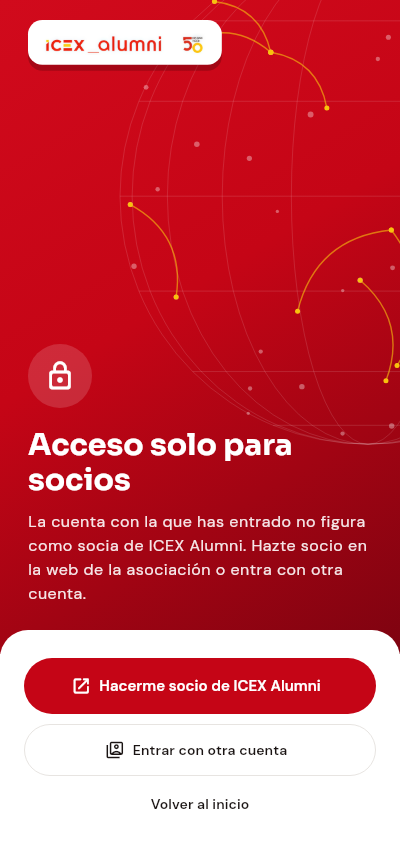 icex_alumni 50
Acceso solo para
socios
La cuenta con la que has entrado no figura
como socia de ICEX Alumni. Hazte socio en
la web de la asociación o entra con otra
cuenta.
Hacerme socio de ICEX Alumni
Entrar con otra cuenta
Volver al inicio